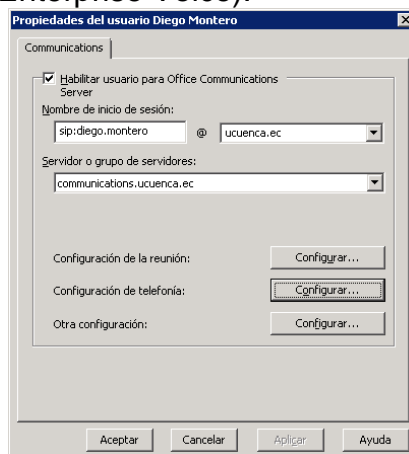 Enterprise Voice).
Propiedades del usuario Diego Montero
Communications
Habilitar usuario para Office Communications
Server
Nombre de inicio de sesión:
sip:diego.montero @ ucuenca.ec
Servidor o grupo de servidores:
communications.ucuenca.ec
Configuración de la reunión: Configurar...
Configuración de telefonía: Configurar...
Otra configuración: Configurar...
Aceptar Cancelar Aplicar Ayuda